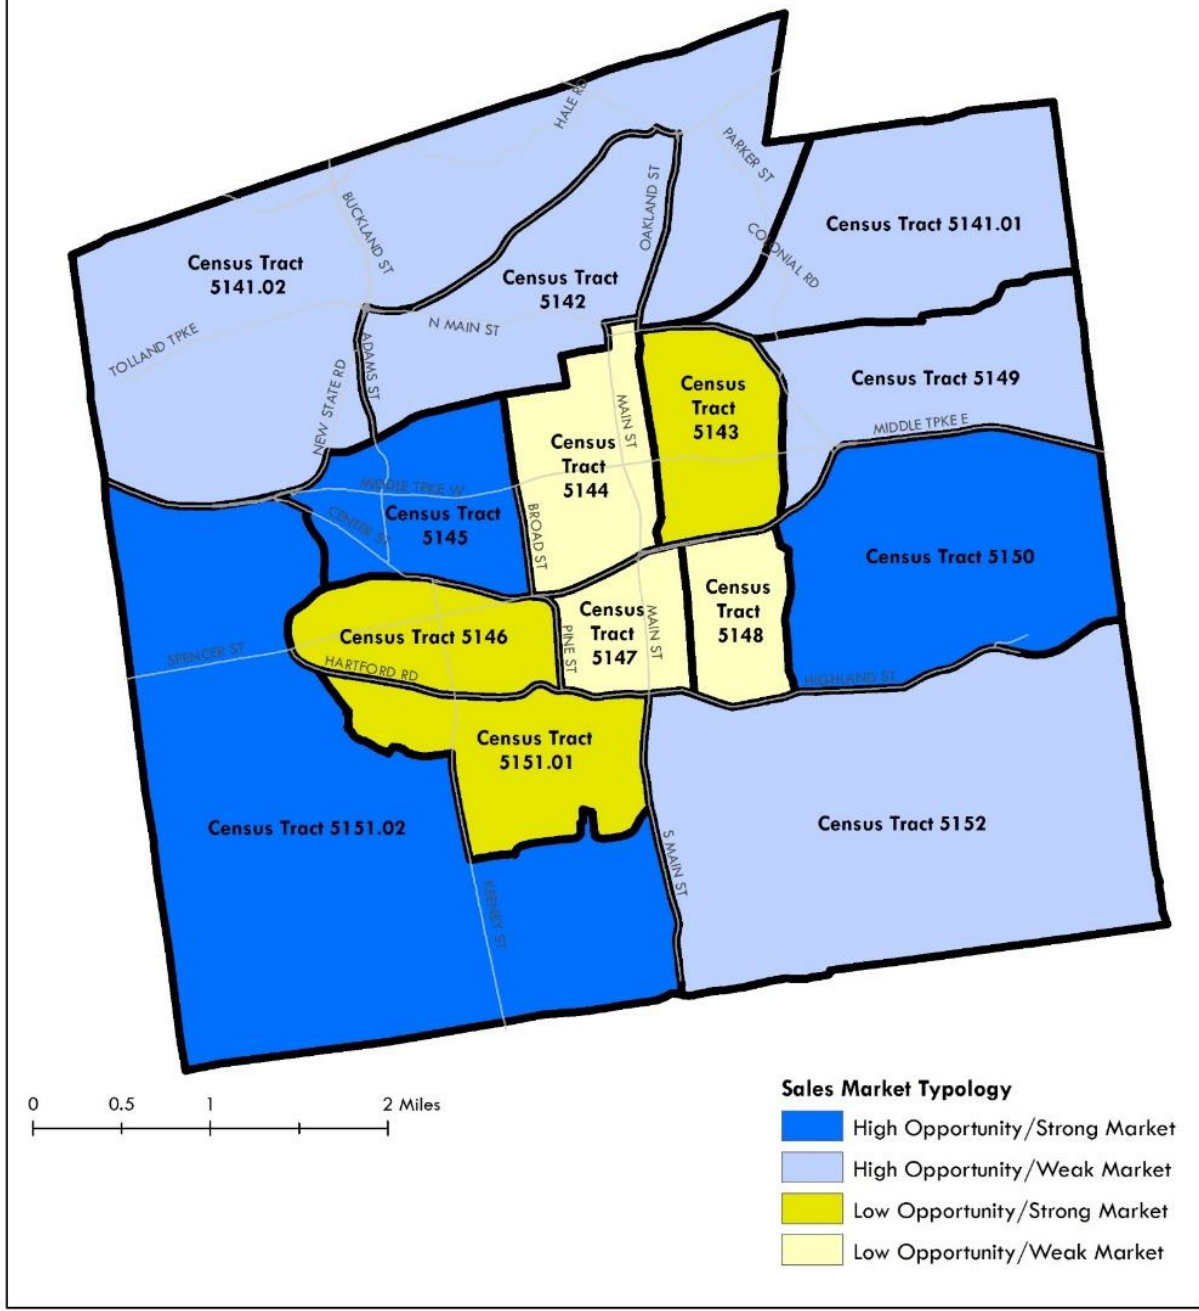 HALE RD
PARKER ST
BUCKLAND ST
OAKLAND ST
Census Tract 5141.01
COLONIAL RD
Census Tract
5141.02
Census Tract
5142
N MAIN ST
TOLLAND TPKE
ADAMS ST
NEW STATE RD
Census Tract 5149
Census
Tract
5143
MAIN ST
MIDDLE TPKE E
Census
Tract
5144
MIDDLE TPKE W
CENTER ST
Census Tract
5145
BROAD ST
Census Tract 5150
Census
Tract
5148
Census
Tract
5147
MAIN ST
PINE ST
Census Tract 5146
SPENCER ST
HARTFORD RD
HIGHLAND ST
Census Tract
5151.01
Census Tract 5151.02
Census Tract 5152
S MAIN ST
KEENEY ST
0 0.5 1 2 Miles
Sales Market Typology
High Opportunity/Strong Market
High Opportunity/Weak Market
Low Opportunity/Strong Market
Low Opportunity/Weak Market